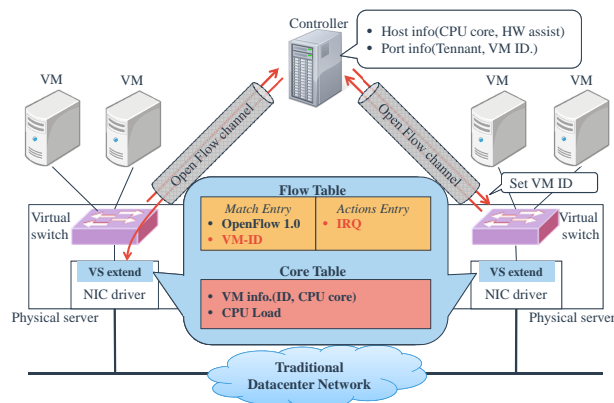 Controller
• Host info(CPU core, HW assist)
• Port info(Tennant, VM ID.)
VM
VM
VM
VM
Open Flow channel
Open Flow channel
Set VM ID
Virtual
switch
Virtual
switch
Flow Table
Match Entry
• OpenFlow 1.0
• VM-ID
Actions Entry
• IRQ
VS extend
NIC driver
Physical server
Core Table
• VM info.(ID, CPU core)
• CPU Load
VS extend
NIC driver
Physical server
Traditional
Datacenter Network